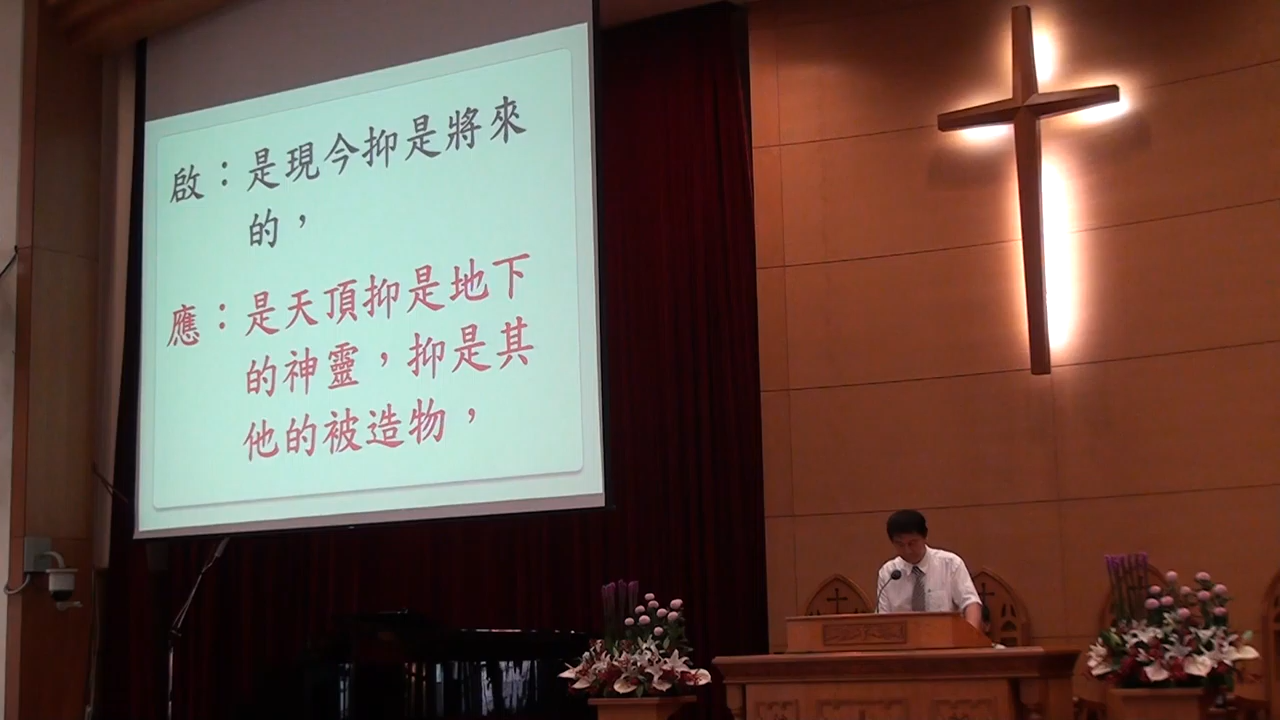 啟：是現今抑是將來
的，
應：是天頂抑是地下
的神靈，抑是其
他的被造物，